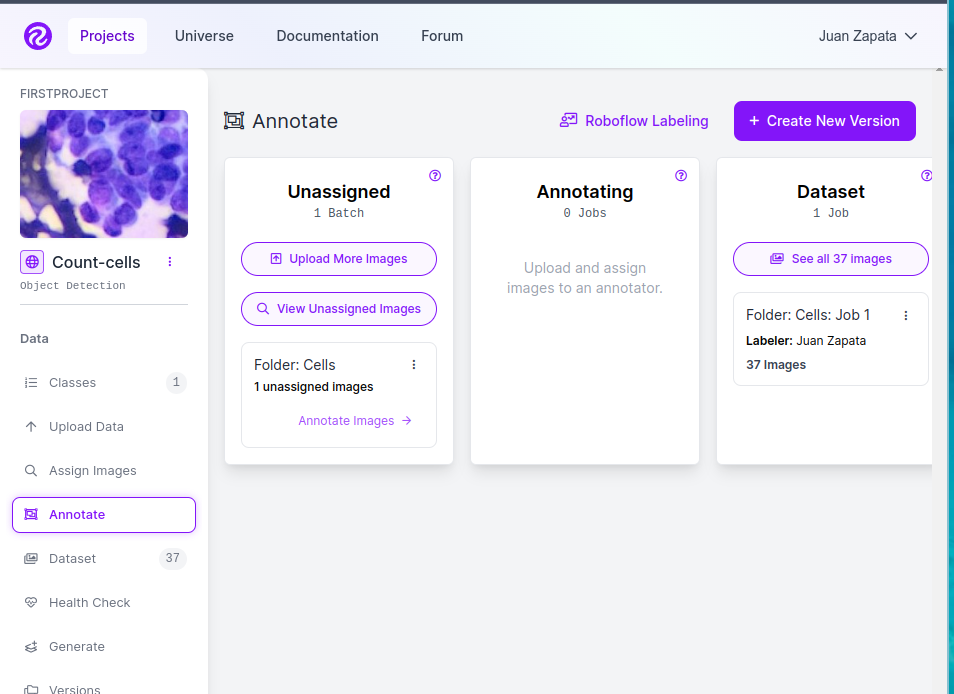 Projects
Universe
Documentation
Forum
Juan Zapata
FIRSTPROJECT
Count-cells
Object Detection
Data
Classes
1
Upload Data
Assign Images
Annotate
Dataset
37
Health Check
Generate
Versions
Annotate
Roboflow Labeling
+ Create New Version
Unassigned
1 Batch
Upload More Images
View Unassigned Images
Folder: Cells
1 unassigned images
Annotate Images →
Annotating
0 Jobs
Upload and assign
images to an annotator.
Dataset
1 Job
See all 37 images
Folder: Cells: Job 1
Labeler: Juan Zapata
37 Images